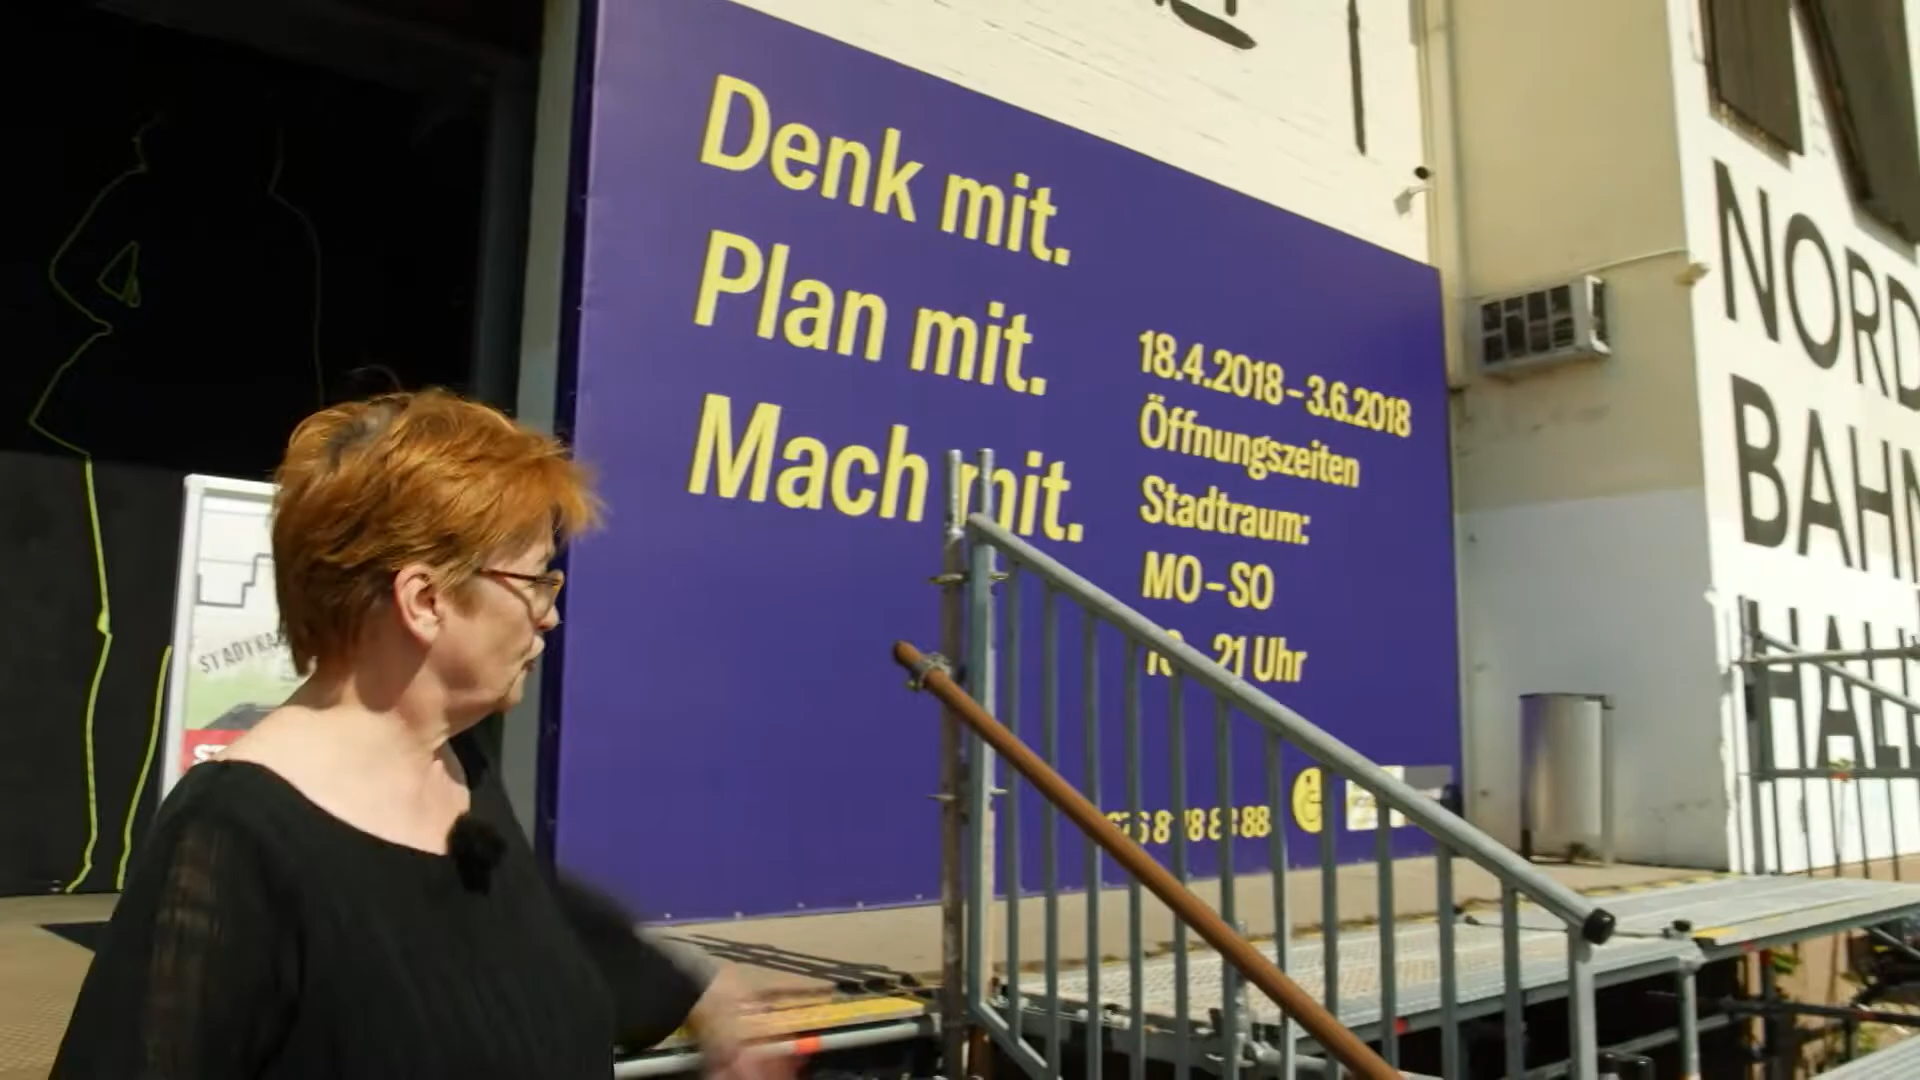 Denk mit.
Plan mit.
Mach mit.
18.4.2018 – 3.6.2018
Öffnungszeiten
Stadtraum:
MO – SO
21 Uhr
NORD
BAHN
HALL